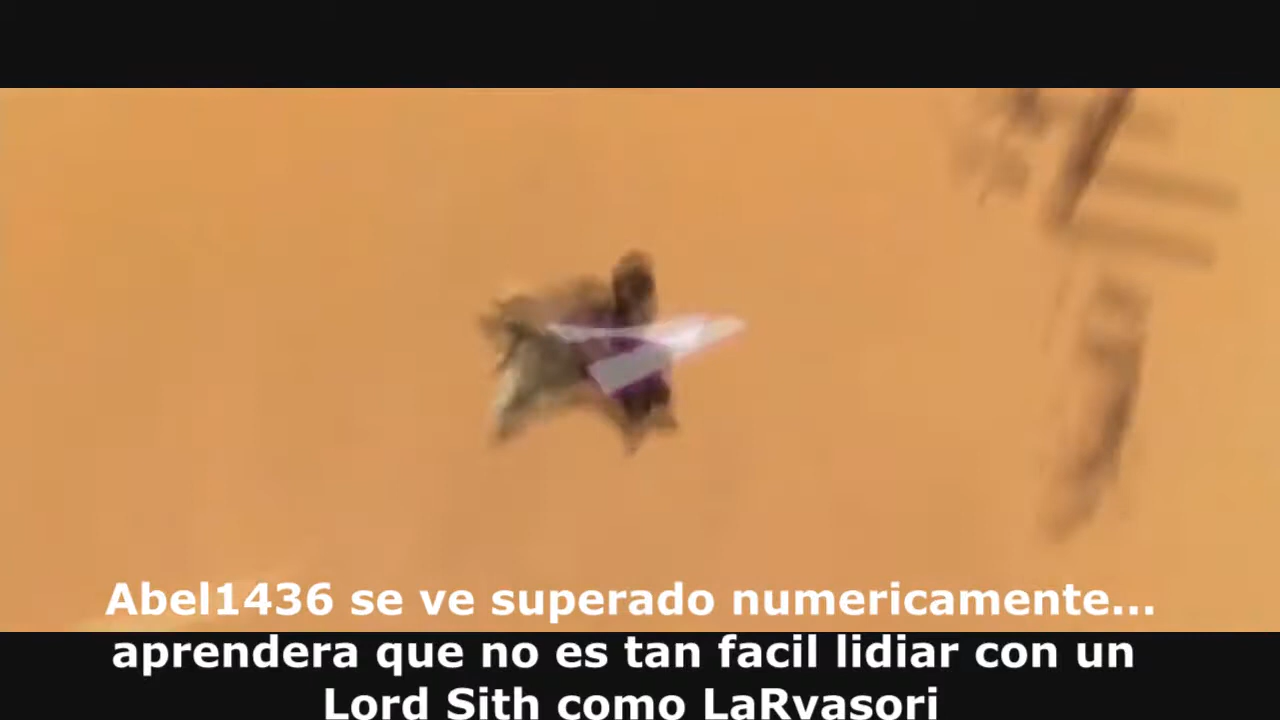 Abel1436 se ve superado numericamente...
aprendera que no es tan facil lidiar con un
Lord Sith como LaRvasori